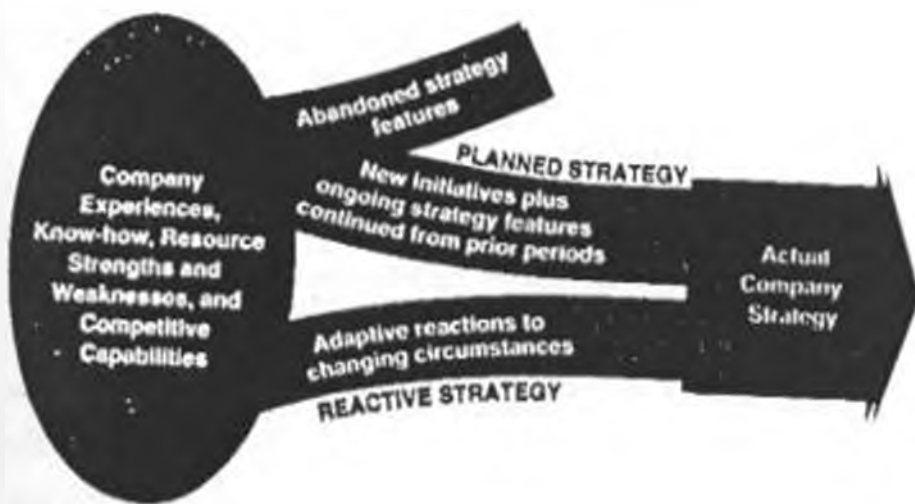 Company
Experiences,
Know-how, Resource
Strengths and
Weaknesses, and
Competitive
Capabilities
Abandoned strategy
features
PLANNED STRATEGY
New initiatives plus
ongoing strategy features
continued from prior periods
Adaptive reactions to
changing circumstances
REACTIVE STRATEGY
Actual
Company
Strategy